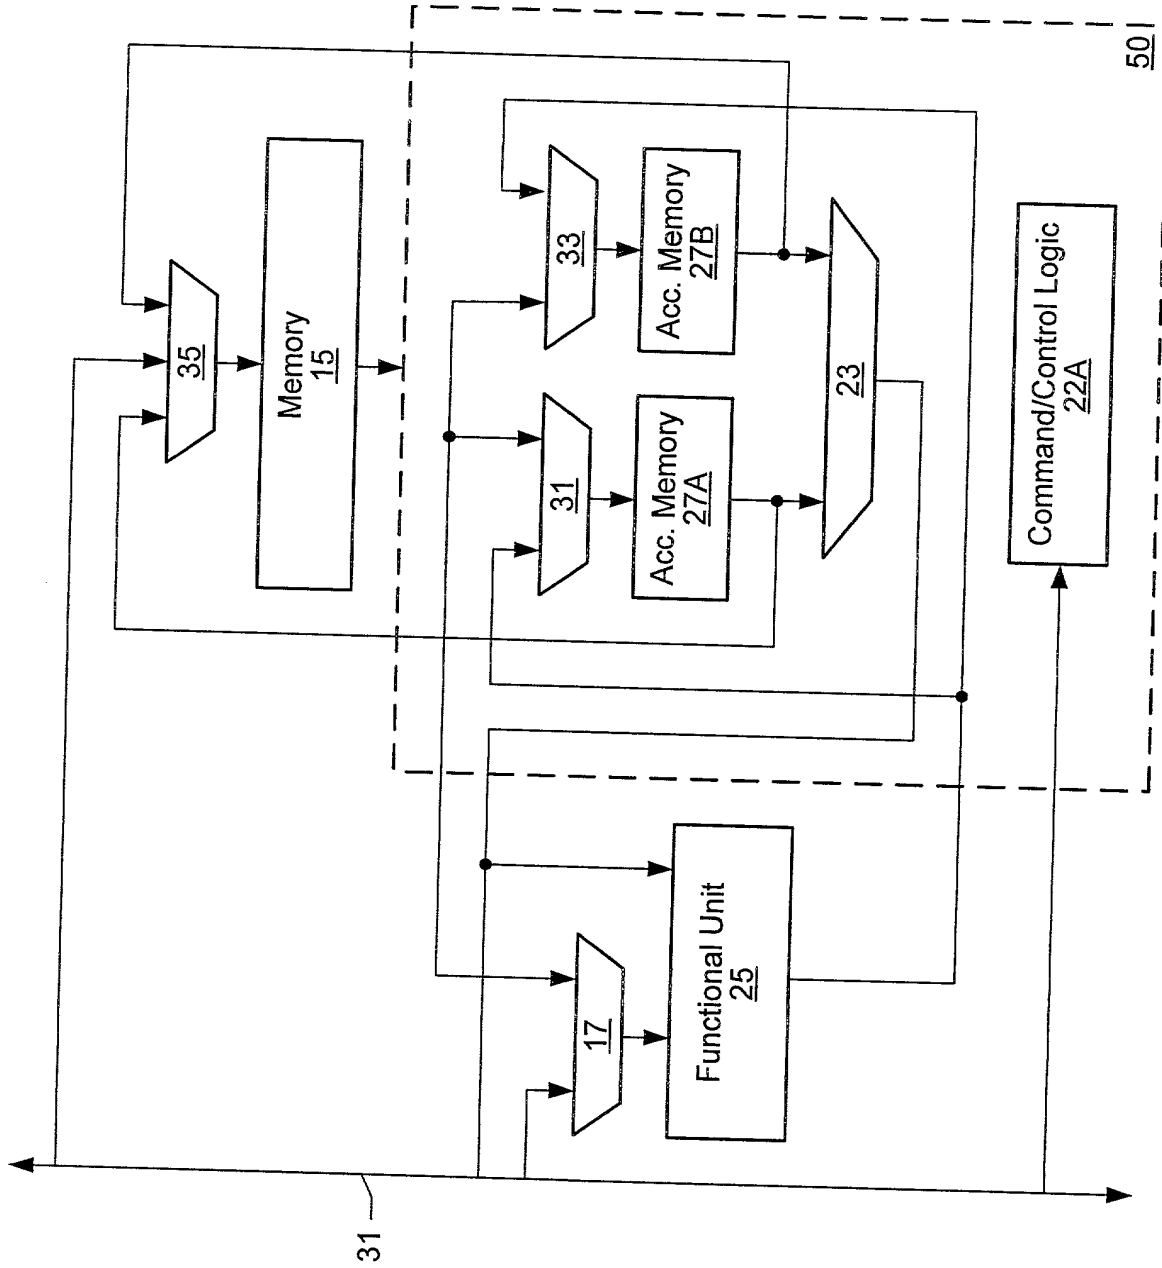 50
35
Memory
15
33
Acc. Memory
27B
31
Acc. Memory
27A
23
Command/Control Logic
22A
17
Functional Unit
25
31